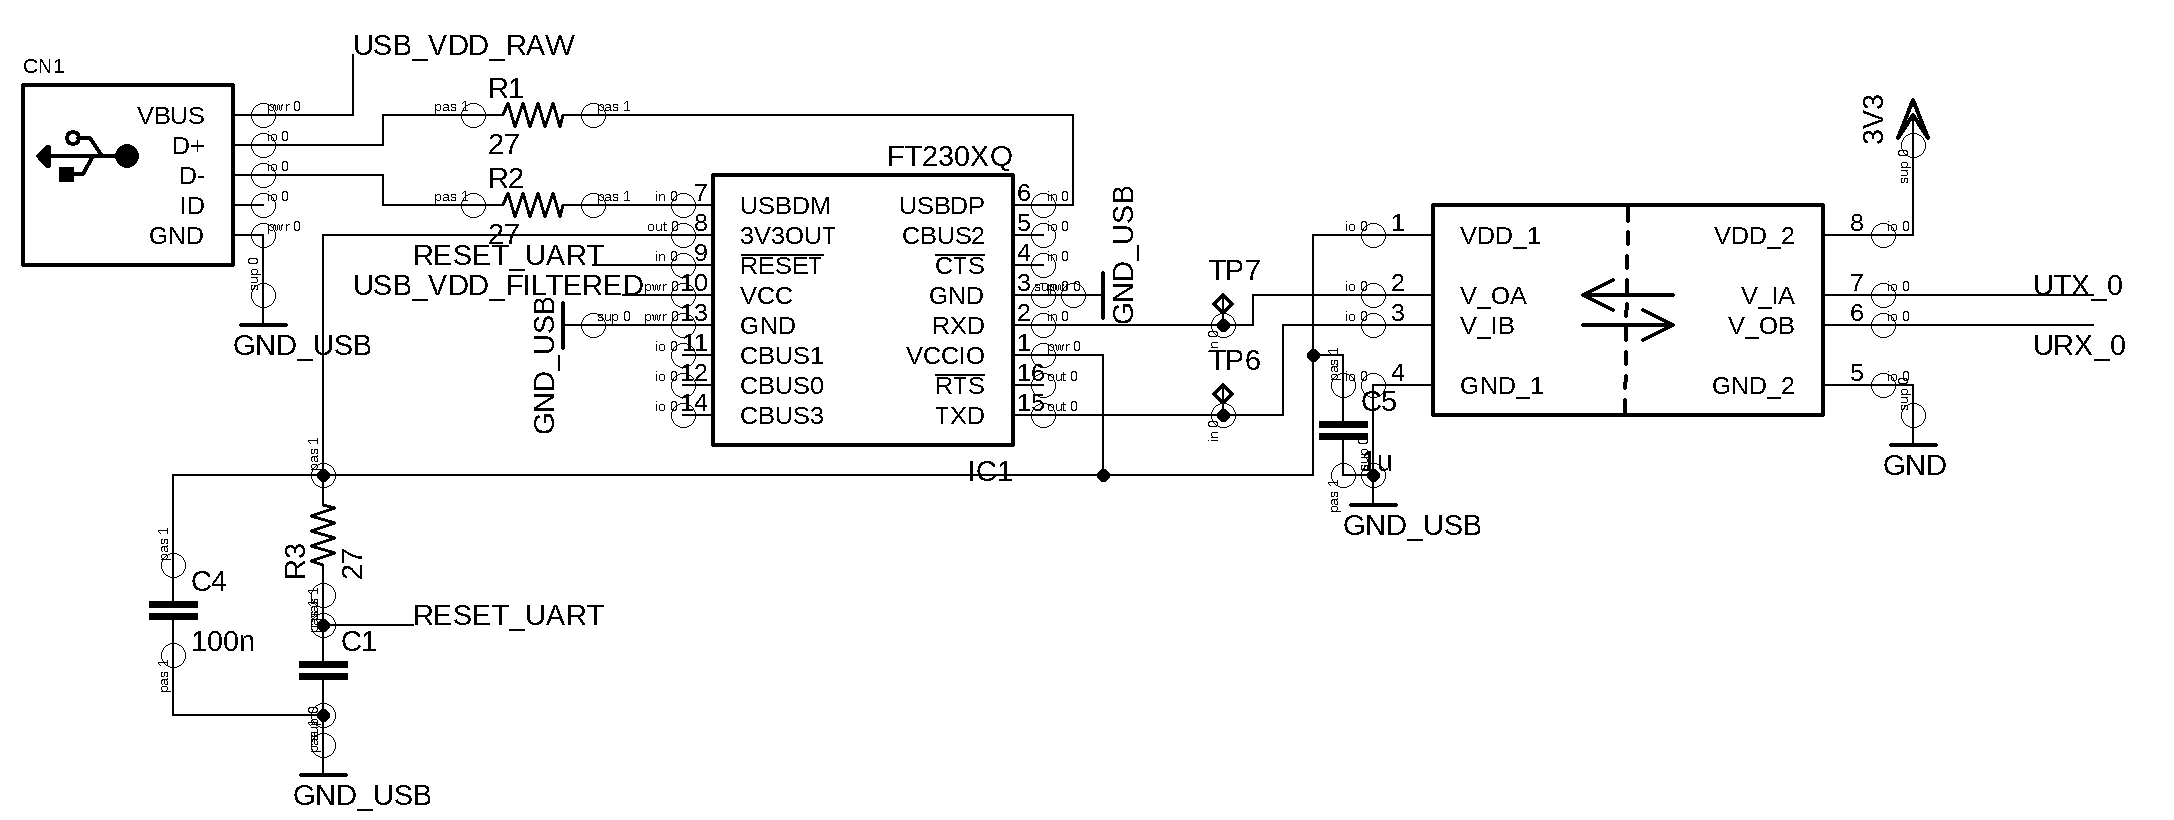 USB_VDD_RAW
CN1
VBUS
D+
D-
ID
GND
pwr 0
io 0
io 0
io 0
pwr 0
sup 0
GND_USB
pas 1
R1
27
pas 1
pas 1
R2
27
pas 1
RESET_UART
USB_VDD_FILTERED
GND_USB
sup 0
FT230XQ
in 0 7 USBDM
out 0 8 3V3OUT
in 0 9 RESET
pwr 0 10 VCC
pwr 0 13 GND
io 0 11 CBUS1
io 0 12 CBUS0
io 0 14 CBUS3
USBDP 6 in 0
CBUS2 5 io 0
CTS 4 in 0
GND 3 pwr 0
RXD 2 in 0
VCCIO 1 pwr 0
RTS 16 out 0
TXD 15 out 0
IC1
sup 0
GND_USB
TP7
in 0
TP6
in 0
io 0 1 VDD_1
io 0 2 V_OA
io 0 3 V_IB
io 0 4 GND_1
VDD_2 8 io 0
V_IA 7 io 0
V_OB 6 io 0
GND_2 5 io 0
3V3
sup 0
UTX_0
URX_0
sup 0
GND
pas 1
C5
1u
pas 1
sup 0
GND_USB
pas 1
R3
27
pas 1
pas 1
C4
100n
pas 1
RESET_UART
pas 1
C1
pas 1
sup 0
GND_USB